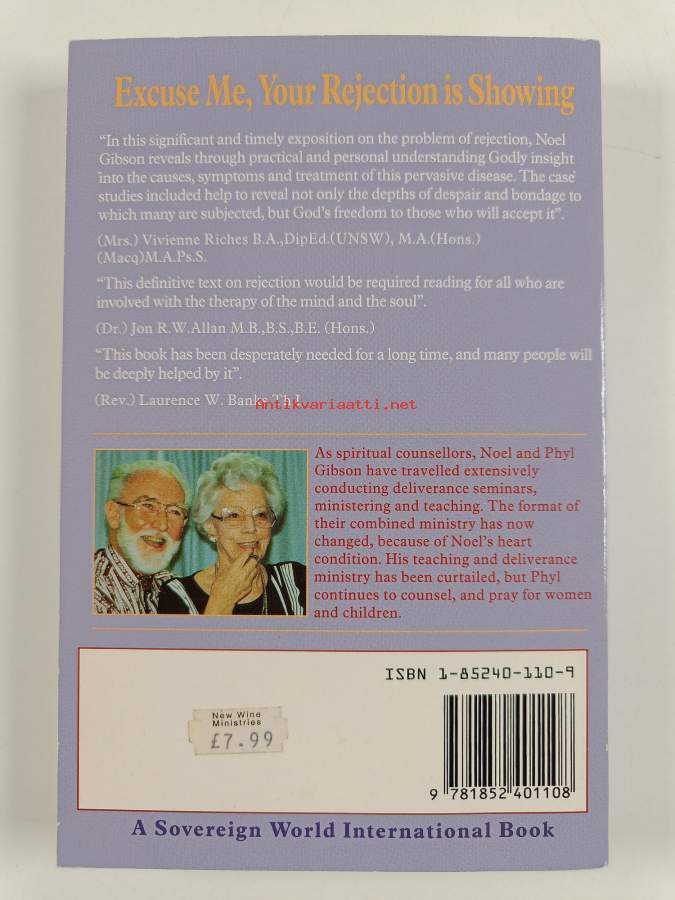 Excuse Me, Your Rejection is Showing
“In this significant and timely exposition on the problem of rejection, Noel
Gibson reveals through practical and personal understanding Godly insight
into the causes, symptoms and treatment of this pervasive disease. The case
studies included help to reveal not only the depths of despair and bondage to
which many are subjected, but God's freedom to those who will accept it”.
(Mrs.) Vivienne Riches B.A.,DipEd.(UNSW), M.A.(Hons.)
(Macq)M.A.Ps.S.
“This definitive text on rejection would be required reading for all who are
involved with the therapy of the mind and the soul”.
(Dr.) Jon R.W.Allan M.B.,B.S.,B.E. (Hons.)
“This book has been desperately needed for a long time, and many people will
be deeply helped by it”.
(Rev.) Laurence W. Banks Th.L.
Antikvariaatti.net
As spiritual counsellors, Noel and Phyl
Gibson have travelled extensively
conducting deliverance seminars,
ministering and teaching. The format of
their combined ministry has now
changed, because of Noel's heart
condition. His teaching and deliverance
ministry has been curtailed, but Phyl
continues to counsel, and pray for women
and children.
ISBN 1-85240-110-9
New Wine
Ministries
£7.99
9 781852 401108
A Sovereign World International Book